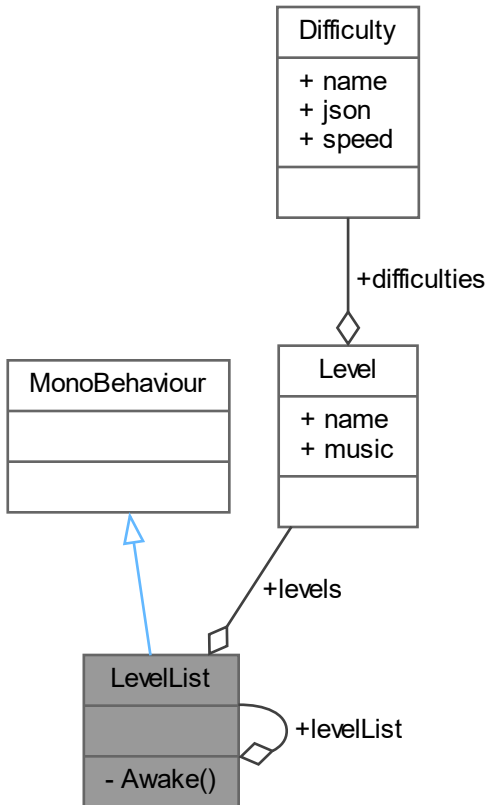 Difficulty
+ name
+ json
+ speed
+difficulties
MonoBehaviour
Level
+ name
+ music
+levels
LevelList
+levelList
- Awake()